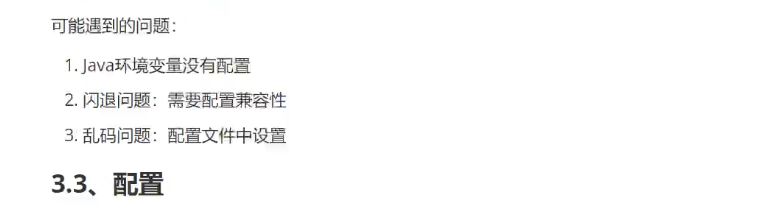 可能遇到的问题：
1. Java环境变量没有配置
2. 闪退问题：需要配置兼容性
3. 乱码问题：配置文件中设置
3.3、配置